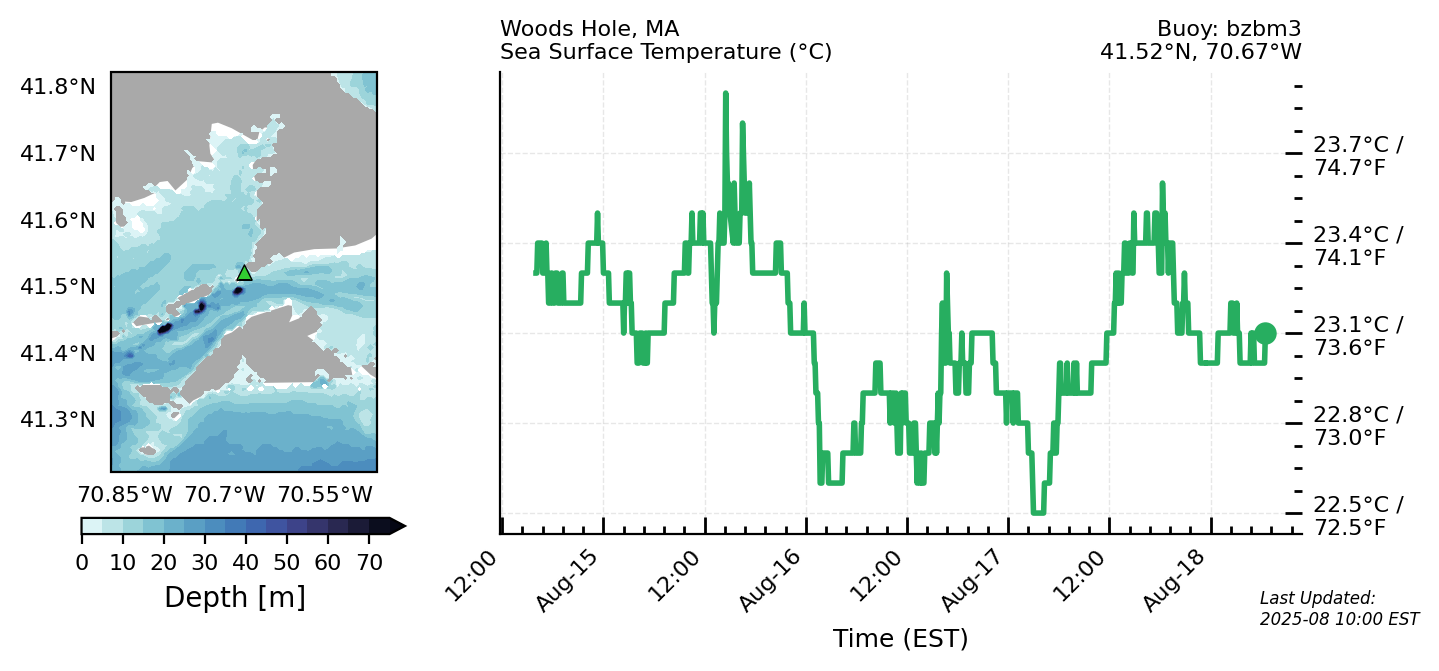 Woods Hole, MA
Sea Surface Temperature (°C)
Buoy: bzbm3
41.52°N, 70.67°W
41.8°N
41.7°N
41.6°N
41.5°N
41.4°N
41.3°N
70.85°W 70.7°W 70.55°W
0 10 20 30 40 50 60 70
Depth [m]
23.7°C /
74.7°F
23.4°C /
74.1°F
23.1°C /
73.6°F
22.8°C /
73.0°F
22.5°C /
72.5°F
12:00 Aug-15 12:00 Aug-16 12:00 Aug-17 12:00 Aug-18
Time (EST)
Last Updated:
2025-08 10:00 EST